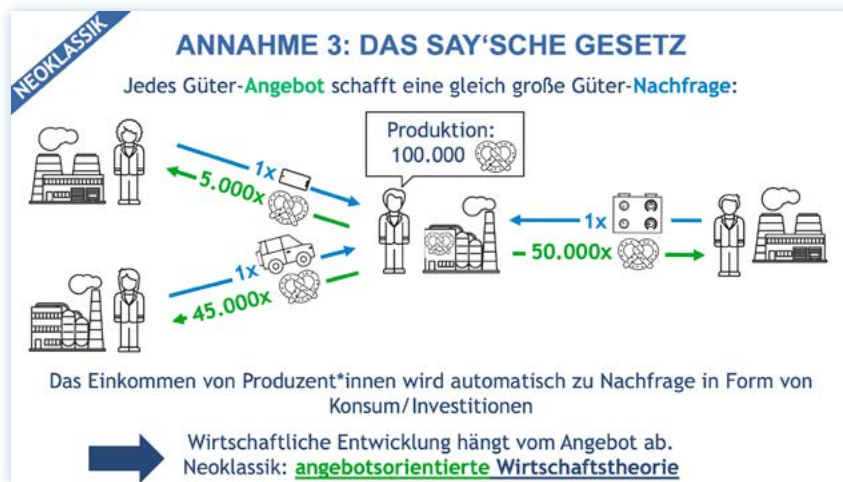 NEOKLASSIK
ANNAHME 3: DAS SAY'SCHE GESETZ
Jedes Güter-Angebot schafft eine gleich große Güter-Nachfrage:
Produktion:
100.000
1x
5.000x
1x
50.000x
1x
45.000x
Das Einkommen von Produzent*innen wird automatisch zu Nachfrage in Form von
Konsum/Investitionen
Wirtschaftliche Entwicklung hängt vom Angebot ab.
Neoklassik: angebotsorientierte Wirtschaftstheorie